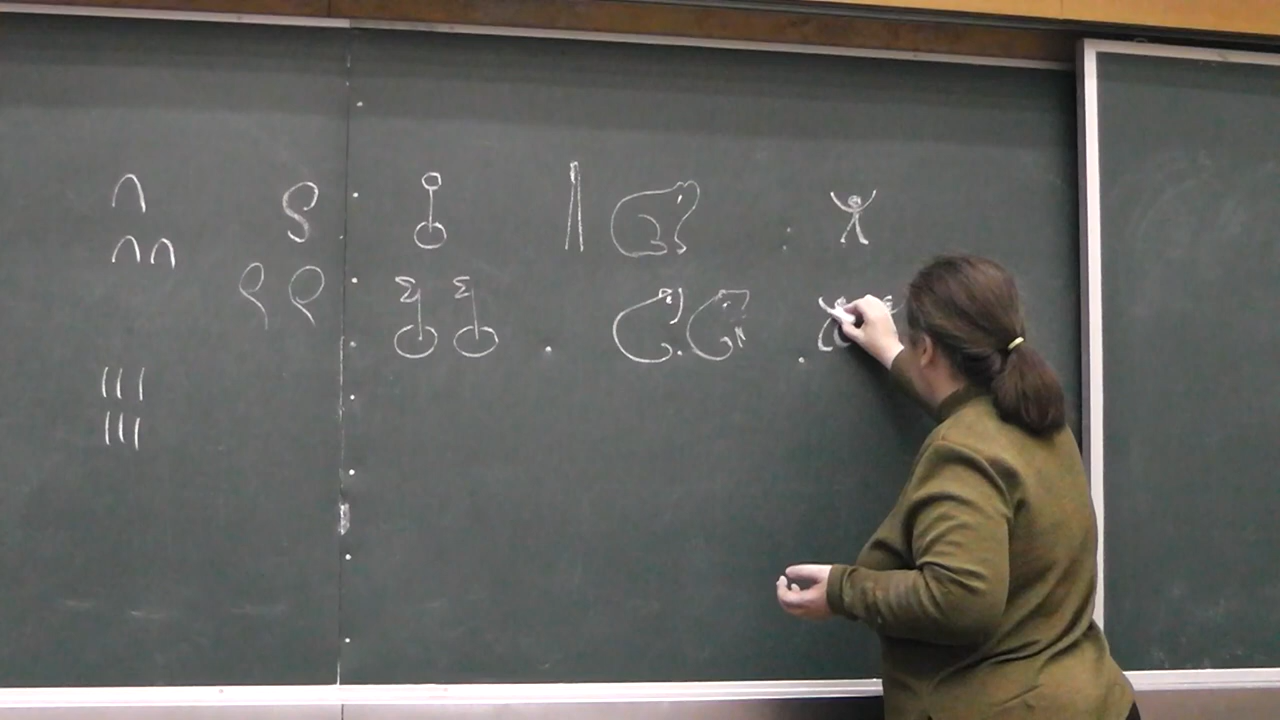 𓎆 𓍢 𓆼 𓂭 𓆐 𓁨
𓎆𓎆 𓍢𓍢 𓆼𓆼 𓆐𓆐
𓏺𓏺𓏺
𓏺𓏺𓏺